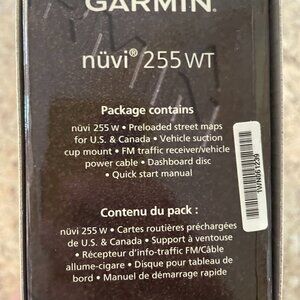 GARMIN
nüvi® 255 WT
Package contains
nüvi 255 W • Preloaded street maps
for U.S. & Canada • Vehicle suction
cup mount • FM traffic receiver/vehicle
power cable • Dashboard disc
• Quick start manual
1WN061239
Contenu du pack :
nüvi 255 W • Cartes routières préchargées
de U.S. & Canada • Support à ventouse
• Récepteur d'info-traffic FM/Câble
allume-cigare • Disque pour tableau de
bord • Manuel de démarrage rapide